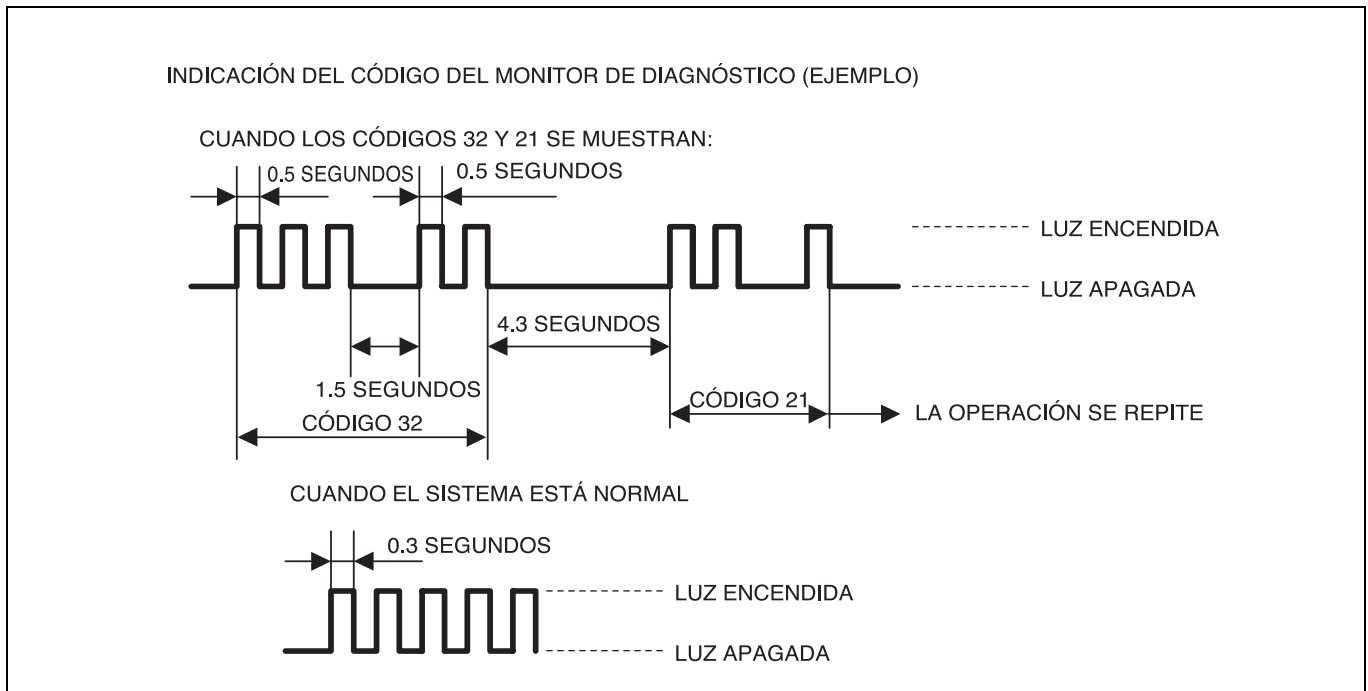 INDICACIÓN DEL CÓDIGO DEL MONITOR DE DIAGNÓSTICO (EJEMPLO)
CUANDO LOS CÓDIGOS 32 Y 21 SE MUESTRAN:
0.5 SEGUNDOS
0.5 SEGUNDOS
LUZ ENCENDIDA
LUZ APAGADA
4.3 SEGUNDOS
1.5 SEGUNDOS
CÓDIGO 32
CÓDIGO 21
LA OPERACIÓN SE REPITE
CUANDO EL SISTEMA ESTÁ NORMAL
0.3 SEGUNDOS
LUZ ENCENDIDA
LUZ APAGADA